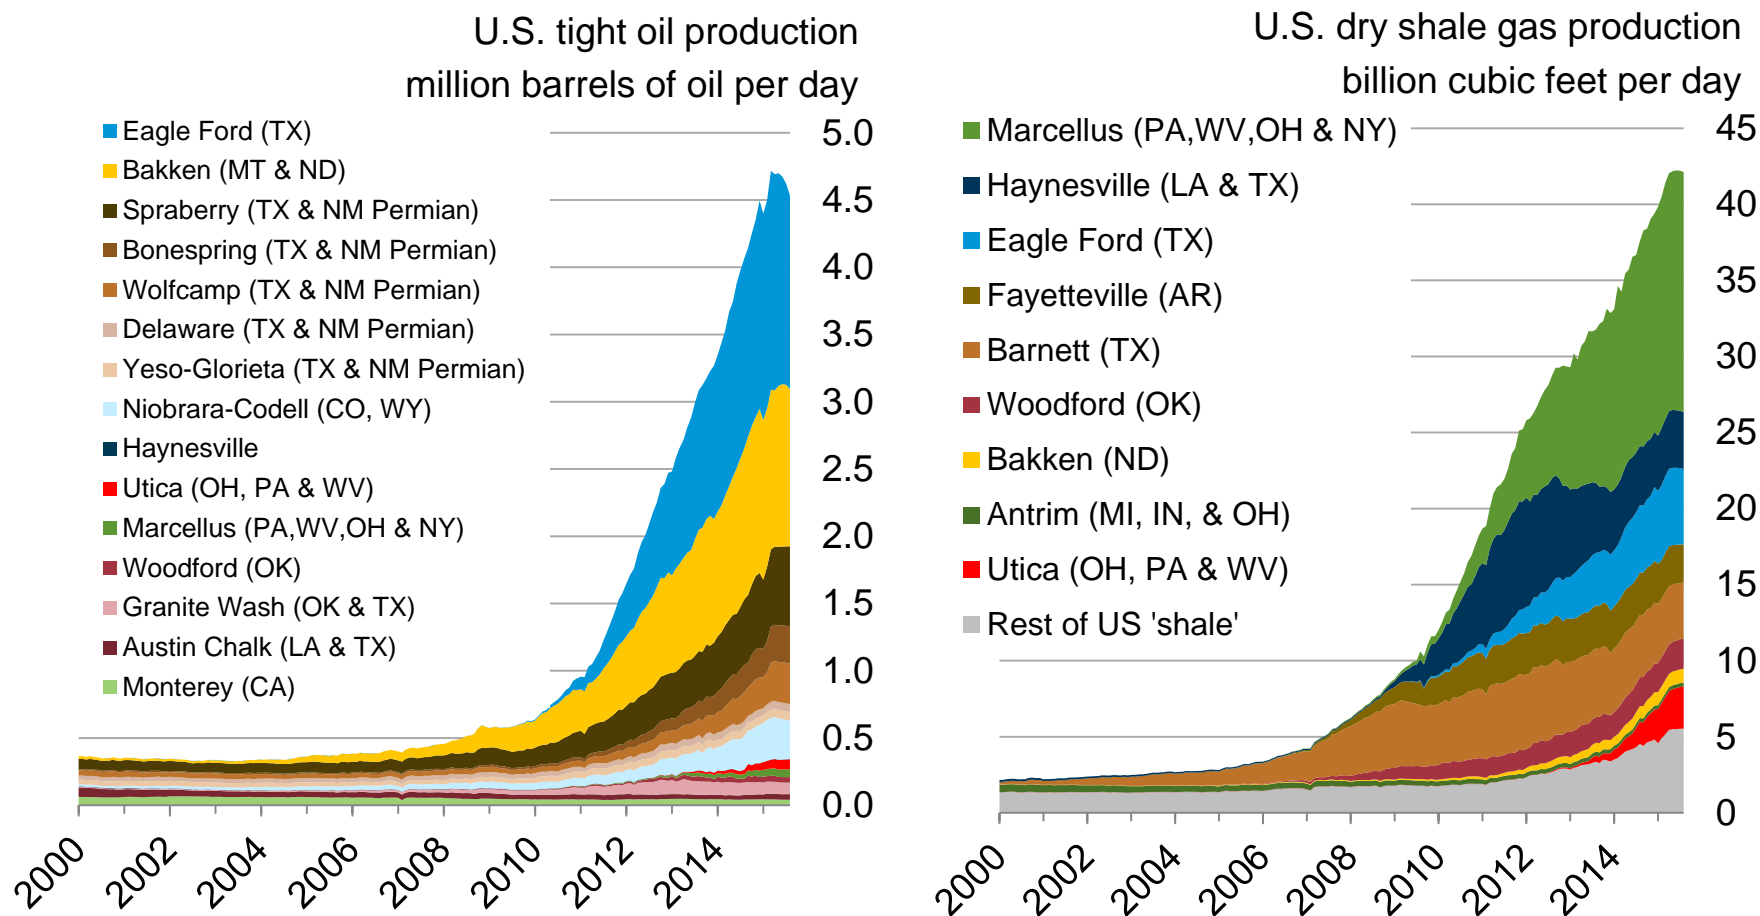 U.S. tight oil production
million barrels of oil per day
Eagle Ford (TX)
Bakken (MT & ND)
Spraberry (TX & NM Permian)
Bonespring (TX & NM Permian)
Wolfcamp (TX & NM Permian)
Delaware (TX & NM Permian)
Yeso-Glorieta (TX & NM Permian)
Niobrara-Codell (CO, WY)
Haynesville
Utica (OH, PA & WV)
Marcellus (PA,WV,OH & NY)
Woodford (OK)
Granite Wash (OK & TX)
Austin Chalk (LA & TX)
Monterey (CA)
5.0
4.5
4.0
3.5
3.0
2.5
2.0
1.5
1.0
0.5
0.0
2000
2002
2004
2006
2008
2010
2012
2014
U.S. dry shale gas production
billion cubic feet per day
Marcellus (PA,WV,OH & NY)
Haynesville (LA & TX)
Eagle Ford (TX)
Fayetteville (AR)
Barnett (TX)
Woodford (OK)
Bakken (ND)
Antrim (MI, IN, & OH)
Utica (OH, PA & WV)
Rest of US 'shale'
45
40
35
30
25
20
15
10
5
0
2000
2002
2004
2006
2008
2010
2012
2014